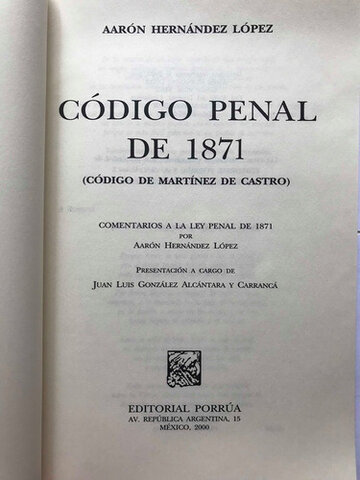 AARÓN HERNÁNDEZ LÓPEZ
CÓDIGO PENAL
DE 1871
(CÓDIGO DE MARTÍNEZ DE CASTRO)
COMENTARIOS A LA LEY PENAL DE 1871
POR
AARÓN HERNÁNDEZ LÓPEZ
PRESENTACIÓN A CARGO DE
JUAN LUIS GONZÁLEZ ALCÁNTARA Y CARRANCÁ
EDITORIAL PORRÚA
AV. REPÚBLICA ARGENTINA, 15
MÉXICO, 2000